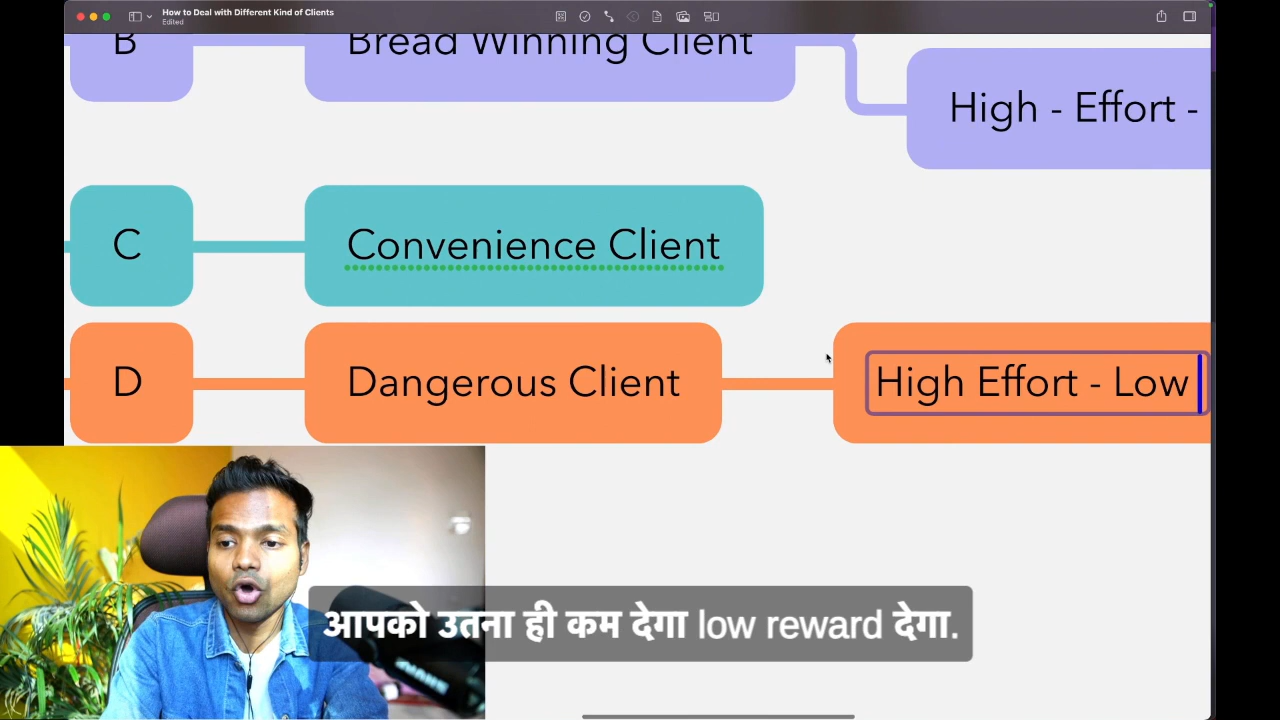 How to Deal with Different Kind of Clients
Edited
B
Bread Winning Client
High - Effort -
C
Convenience Client
D
Dangerous Client
High Effort - Low
आपको उतना ही कम देगा low reward देगा.